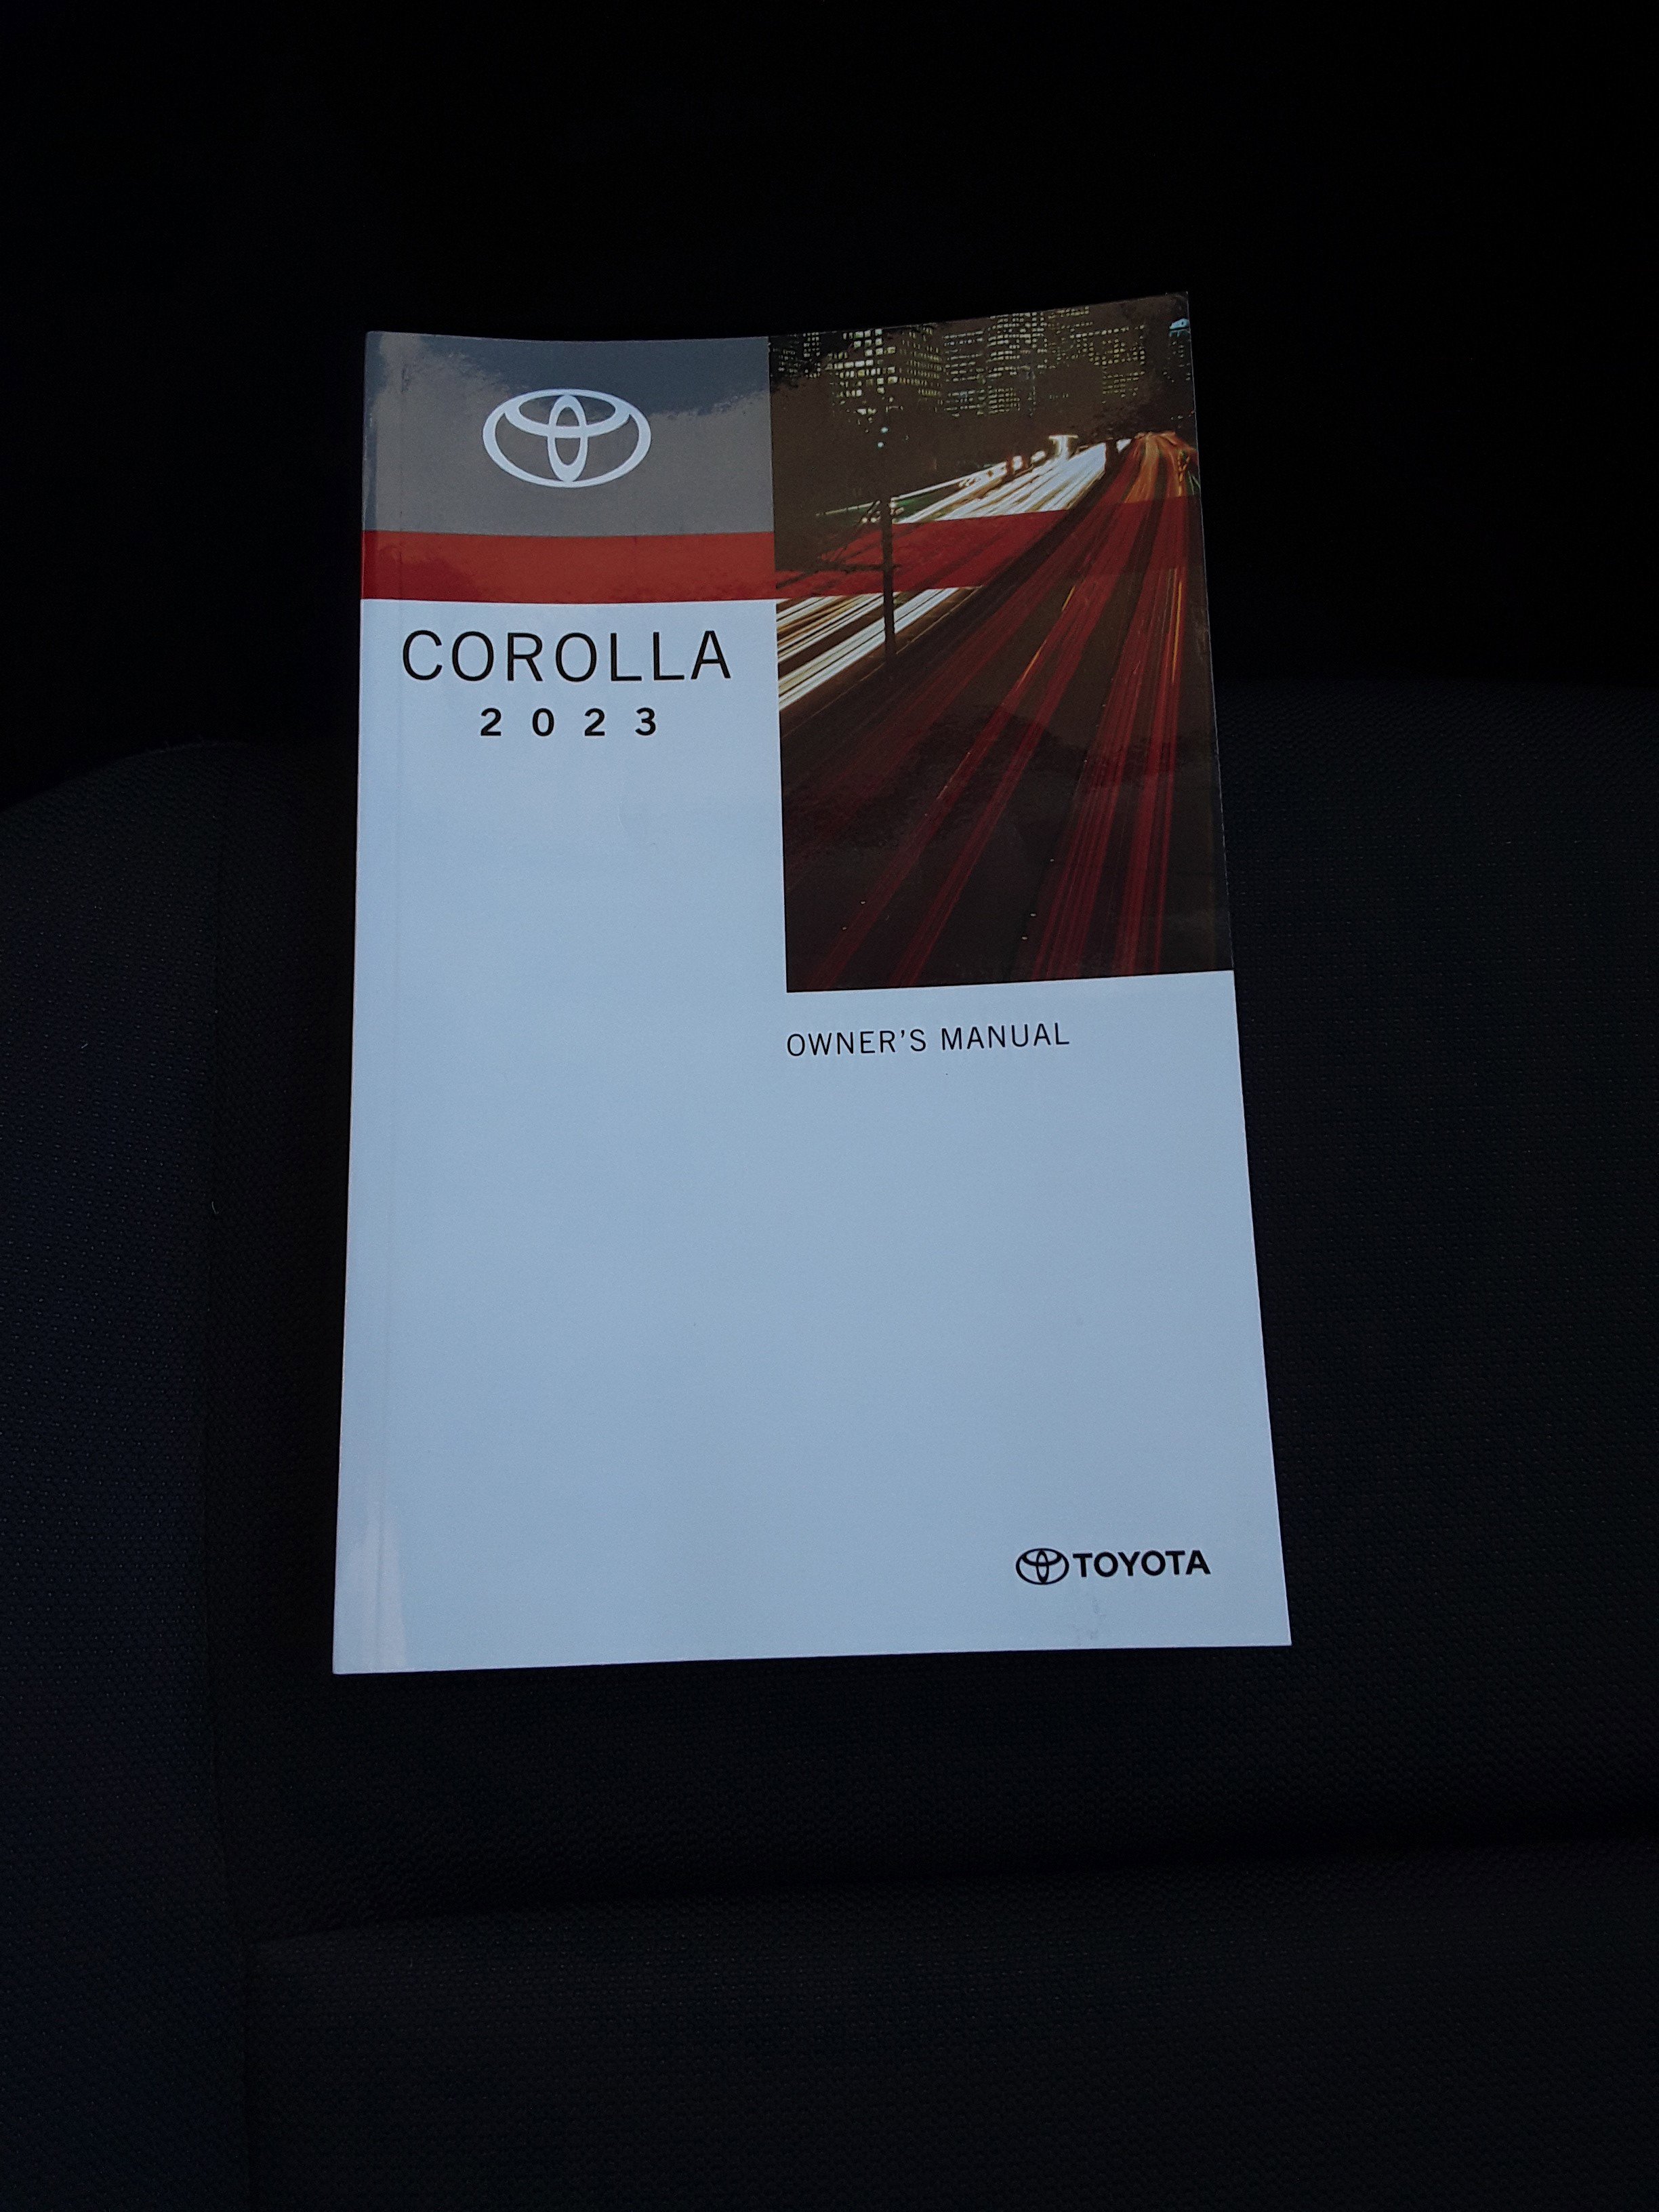 COROLLA
2023
OWNER'S MANUAL
TOYOTA